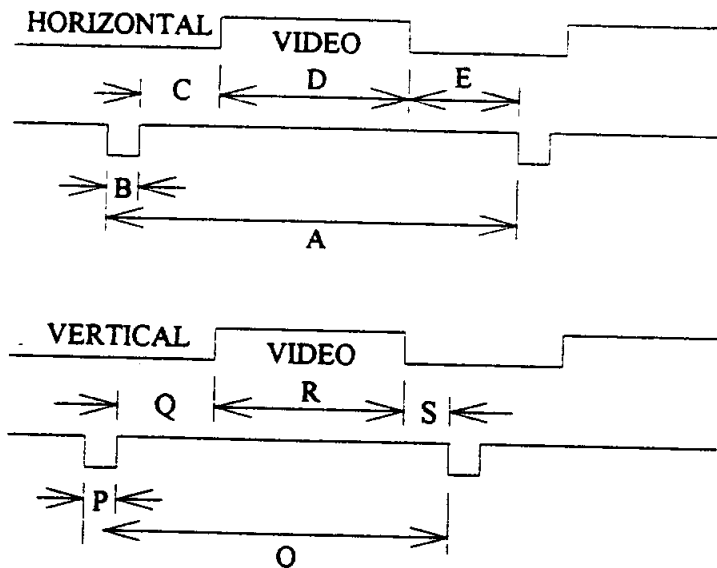 HORIZONTAL
VIDEO
C D E
B
A
VERTICAL
VIDEO
Q R S
P
O